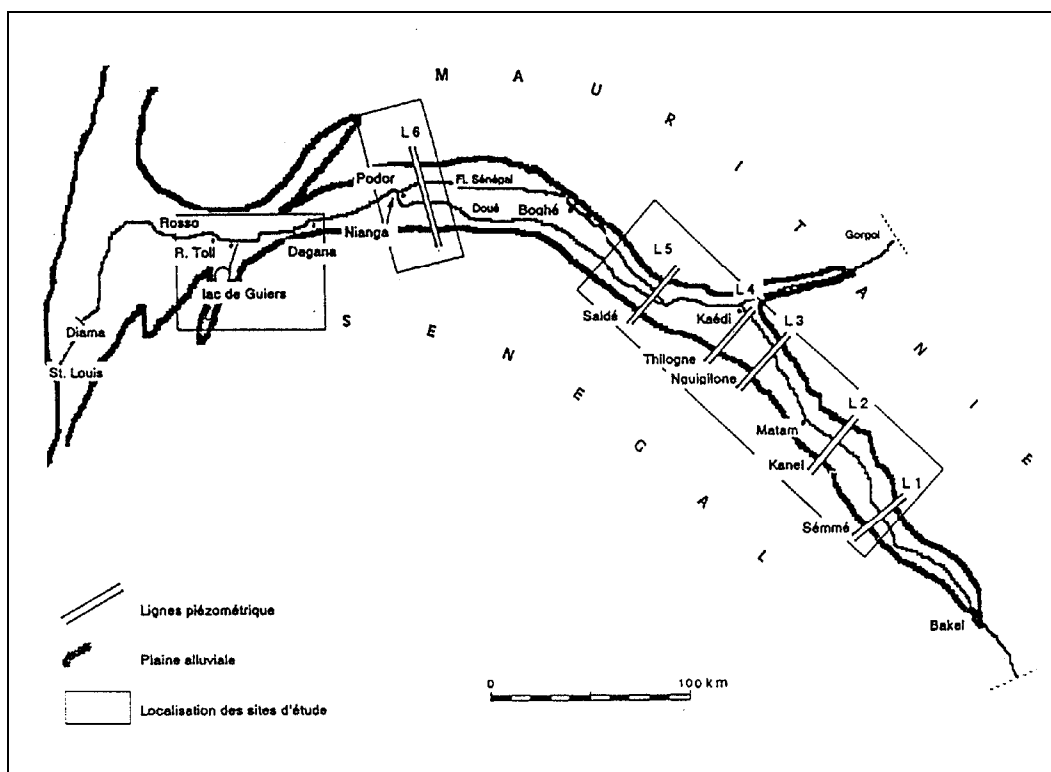 MAURITANIE
L 6
Podor
Fl. Sénégal
Doué
Boghé
Rosso
R. Toll
Dagana
Nianga
lac de Guiers
Gorgol
L 5
L 4
Saldé
Kaédi
L 3
Diama
St. Louis
SENEGAL
Thilogne
Nguigilone
L 2
Matam
Kanel
L 1
Sémmé
Bakel
Lignes piézométrique
Plaine alluviale
Localisation des sites d'étude
0 100 km